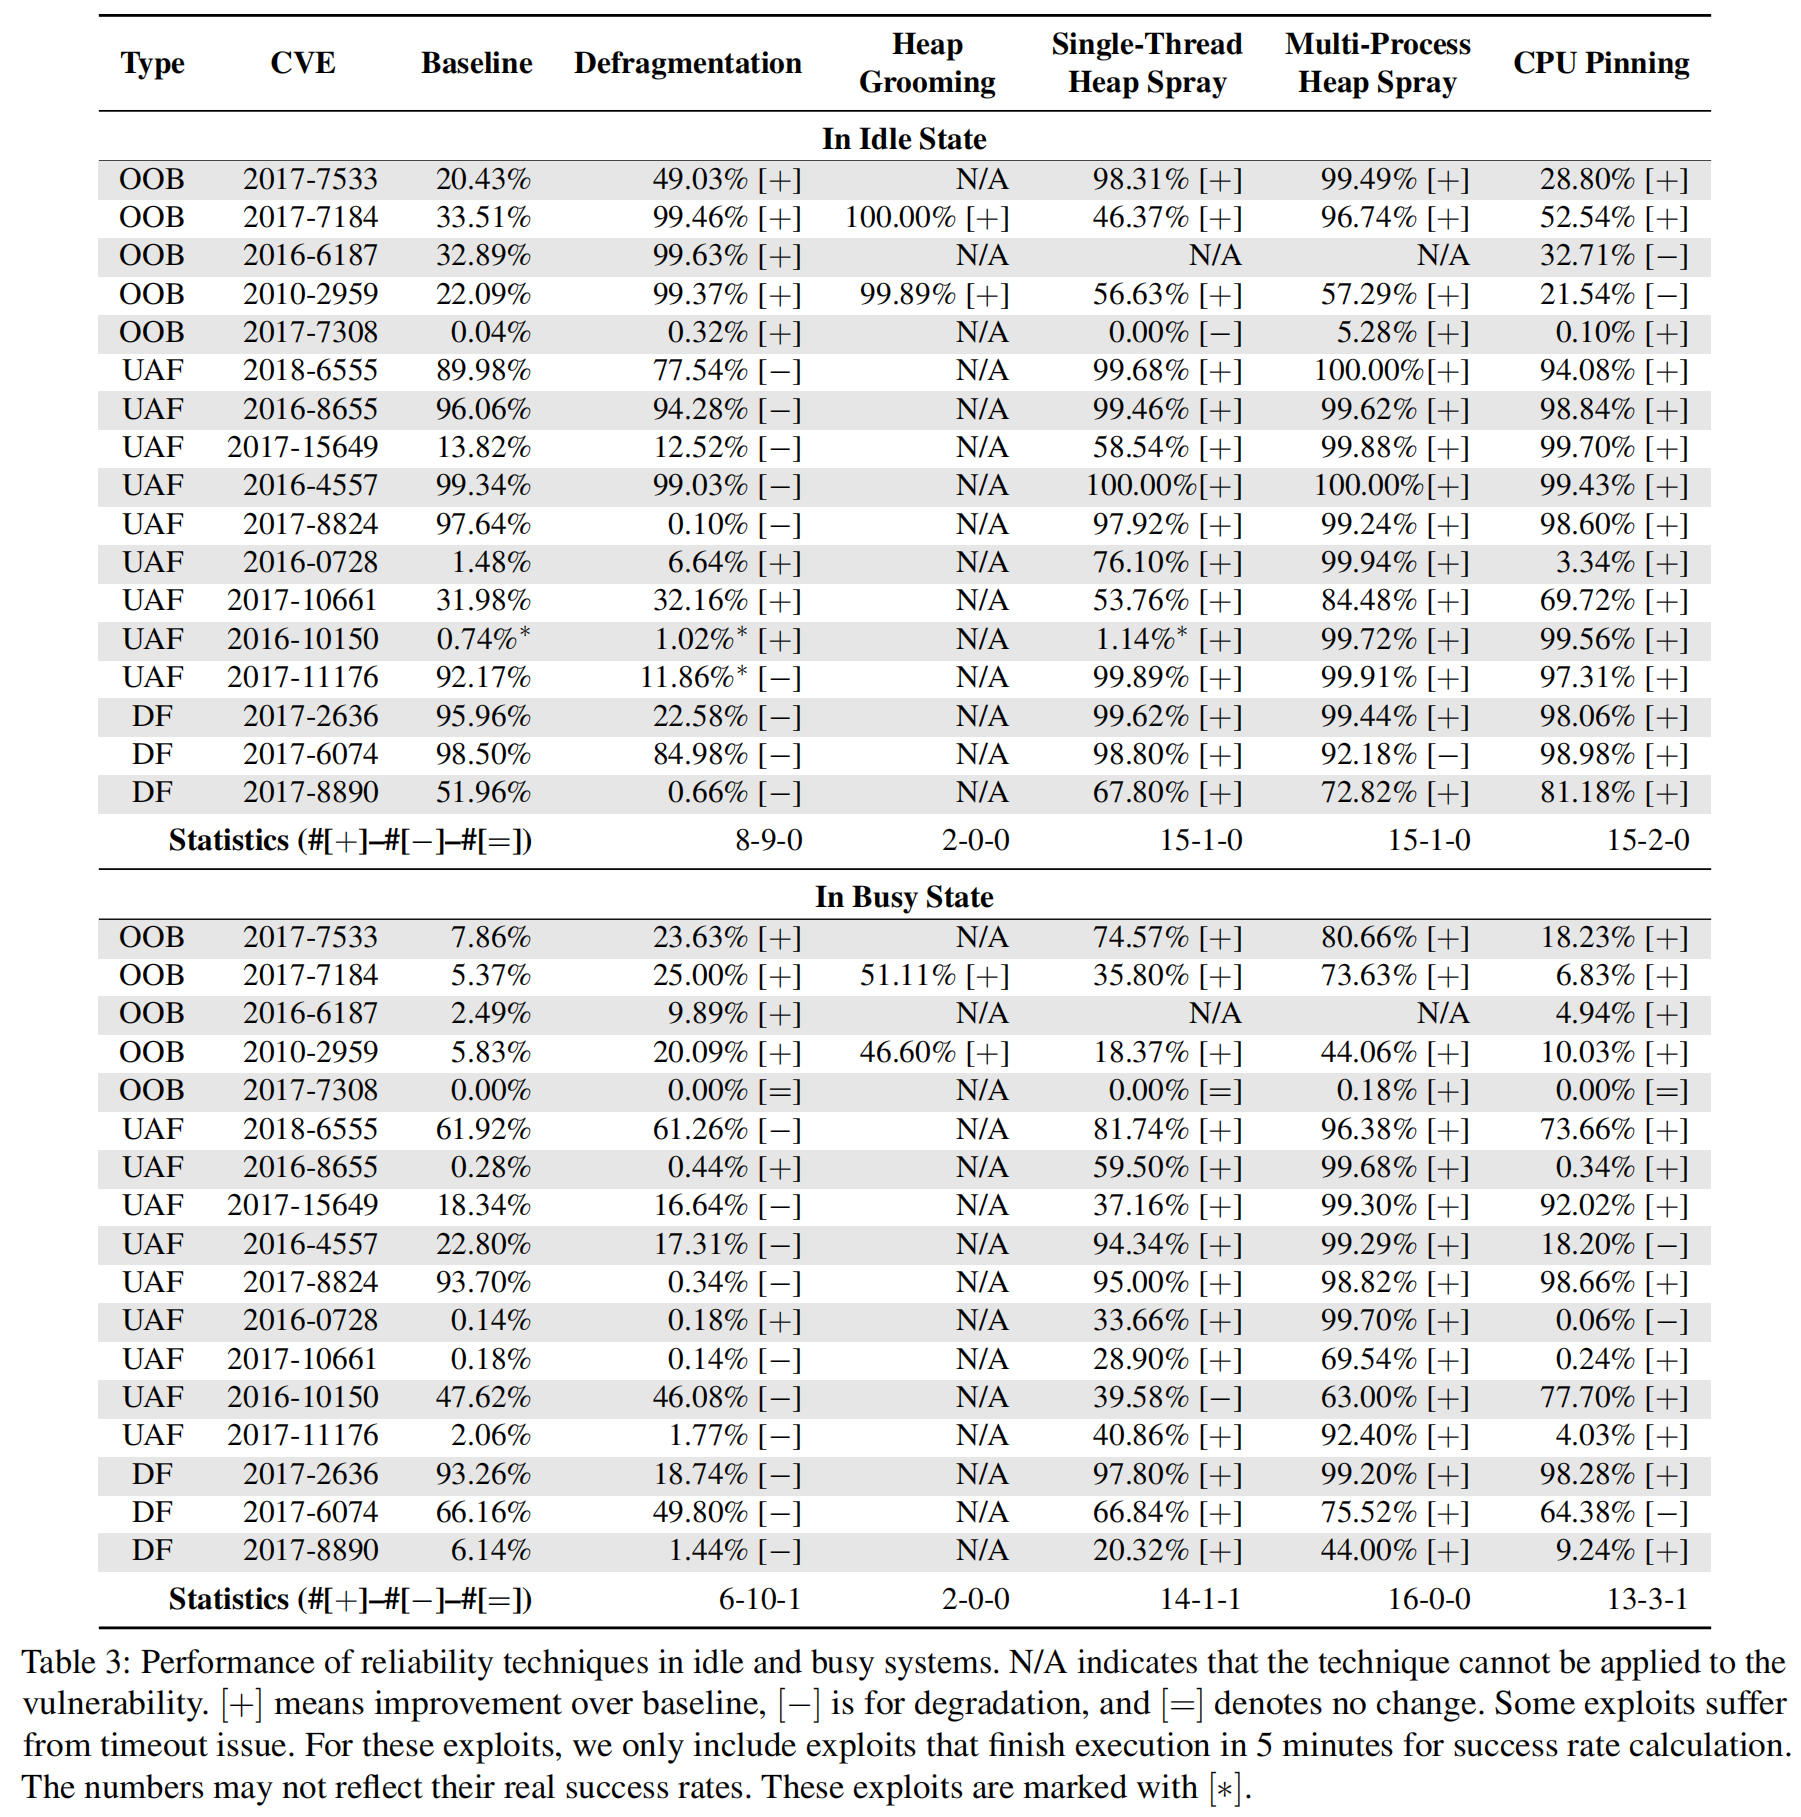 Type CVE Baseline Defragmentation Heap Grooming Single-Thread Heap Spray Multi-Process Heap Spray CPU Pinning
In Idle State
OOB 2017-7533 20.43% 49.03% [+] N/A 98.31% [+] 99.49% [+] 28.80% [+]
OOB 2017-7184 33.51% 99.46% [+] 100.00% [+] 46.37% [+] 96.74% [+] 52.54% [+]
OOB 2016-6187 32.89% 99.63% [+] N/A N/A N/A 32.71% [−]
OOB 2010-2959 22.09% 99.37% [+] 99.89% [+] 56.63% [+] 57.29% [+] 21.54% [−]
OOB 2017-7308 0.04% 0.32% [+] N/A 0.00% [−] 5.28% [+] 0.10% [+]
UAF 2018-6555 89.98% 77.54% [−] N/A 99.68% [+] 100.00%[+] 94.08% [+]
UAF 2016-8655 96.06% 94.28% [−] N/A 99.46% [+] 99.62% [+] 98.84% [+]
UAF 2017-15649 13.82% 12.52% [−] N/A 58.54% [+] 99.88% [+] 99.70% [+]
UAF 2016-4557 99.34% 99.03% [−] N/A 100.00%[+] 100.00%[+] 99.43% [+]
UAF 2017-8824 97.64% 0.10% [−] N/A 97.92% [+] 99.24% [+] 98.60% [+]
UAF 2016-0728 1.48% 6.64% [+] N/A 76.10% [+] 99.94% [+] 3.34% [+]
UAF 2017-10661 31.98% 32.16% [+] N/A 53.76% [+] 84.48% [+] 69.72% [+]
UAF 2016-10150 0.74%* 1.02%* [+] N/A 1.14%* [+] 99.72% [+] 99.56% [+]
UAF 2017-11176 92.17% 11.86%* [−] N/A 99.89% [+] 99.91% [+] 97.31% [+]
DF 2017-2636 95.96% 22.58% [−] N/A 99.62% [+] 99.44% [+] 98.06% [+]
DF 2017-6074 98.50% 84.98% [−] N/A 98.80% [+] 92.18% [−] 98.98% [+]
DF 2017-8890 51.96% 0.66% [−] N/A 67.80% [+] 72.82% [+] 81.18% [+]
Statistics (#[+]–#[−]–#[=]) 8-9-0 2-0-0 15-1-0 15-1-0 15-2-0
In Busy State
OOB 2017-7533 7.86% 23.63% [+] N/A 74.57% [+] 80.66% [+] 18.23% [+]
OOB 2017-7184 5.37% 25.00% [+] 51.11% [+] 35.80% [+] 73.63% [+] 6.83% [+]
OOB 2016-6187 2.49% 9.89% [+] N/A N/A N/A 4.94% [+]
OOB 2010-2959 5.83% 20.09% [+] 46.60% [+] 18.37% [+] 44.06% [+] 10.03% [+]
OOB 2017-7308 0.00% 0.00% [=] N/A 0.00% [=] 0.18% [+] 0.00% [=]
UAF 2018-6555 61.92% 61.26% [−] N/A 81.74% [+] 96.38% [+] 73.66% [+]
UAF 2016-8655 0.28% 0.44% [+] N/A 59.50% [+] 99.68% [+] 0.34% [+]
UAF 2017-15649 18.34% 16.64% [−] N/A 37.16% [+] 99.30% [+] 92.02% [+]
UAF 2016-4557 22.80% 17.31% [−] N/A 94.34% [+] 99.29% [+] 18.20% [−]
UAF 2017-8824 93.70% 0.34% [−] N/A 95.00% [+] 98.82% [+] 98.66% [+]
UAF 2016-0728 0.14% 0.18% [+] N/A 33.66% [+] 99.70% [+] 0.06% [−]
UAF 2017-10661 0.18% 0.14% [−] N/A 28.90% [+] 69.54% [+] 0.24% [+]
UAF 2016-10150 47.62% 46.08% [−] N/A 39.58% [−] 63.00% [+] 77.70% [+]
UAF 2017-11176 2.06% 1.77% [−] N/A 40.86% [+] 92.40% [+] 4.03% [+]
DF 2017-2636 93.26% 18.74% [−] N/A 97.80% [+] 99.20% [+] 98.28% [+]
DF 2017-6074 66.16% 49.80% [−] N/A 66.84% [+] 75.52% [+] 64.38% [−]
DF 2017-8890 6.14% 1.44% [−] N/A 20.32% [+] 44.00% [+] 9.24% [+]
Statistics (#[+]–#[−]–#[=]) 6-10-1 2-0-0 14-1-1 16-0-0 13-3-1
Table 3: Performance of reliability techniques in idle and busy systems. N/A indicates that the technique cannot be applied to the
vulnerability. [+] means improvement over baseline, [−] is for degradation, and [=] denotes no change. Some exploits suffer
from timeout issue. For these exploits, we only include exploits that finish execution in 5 minutes for success rate calculation.
The numbers may not reflect their real success rates. These exploits are marked with [∗].